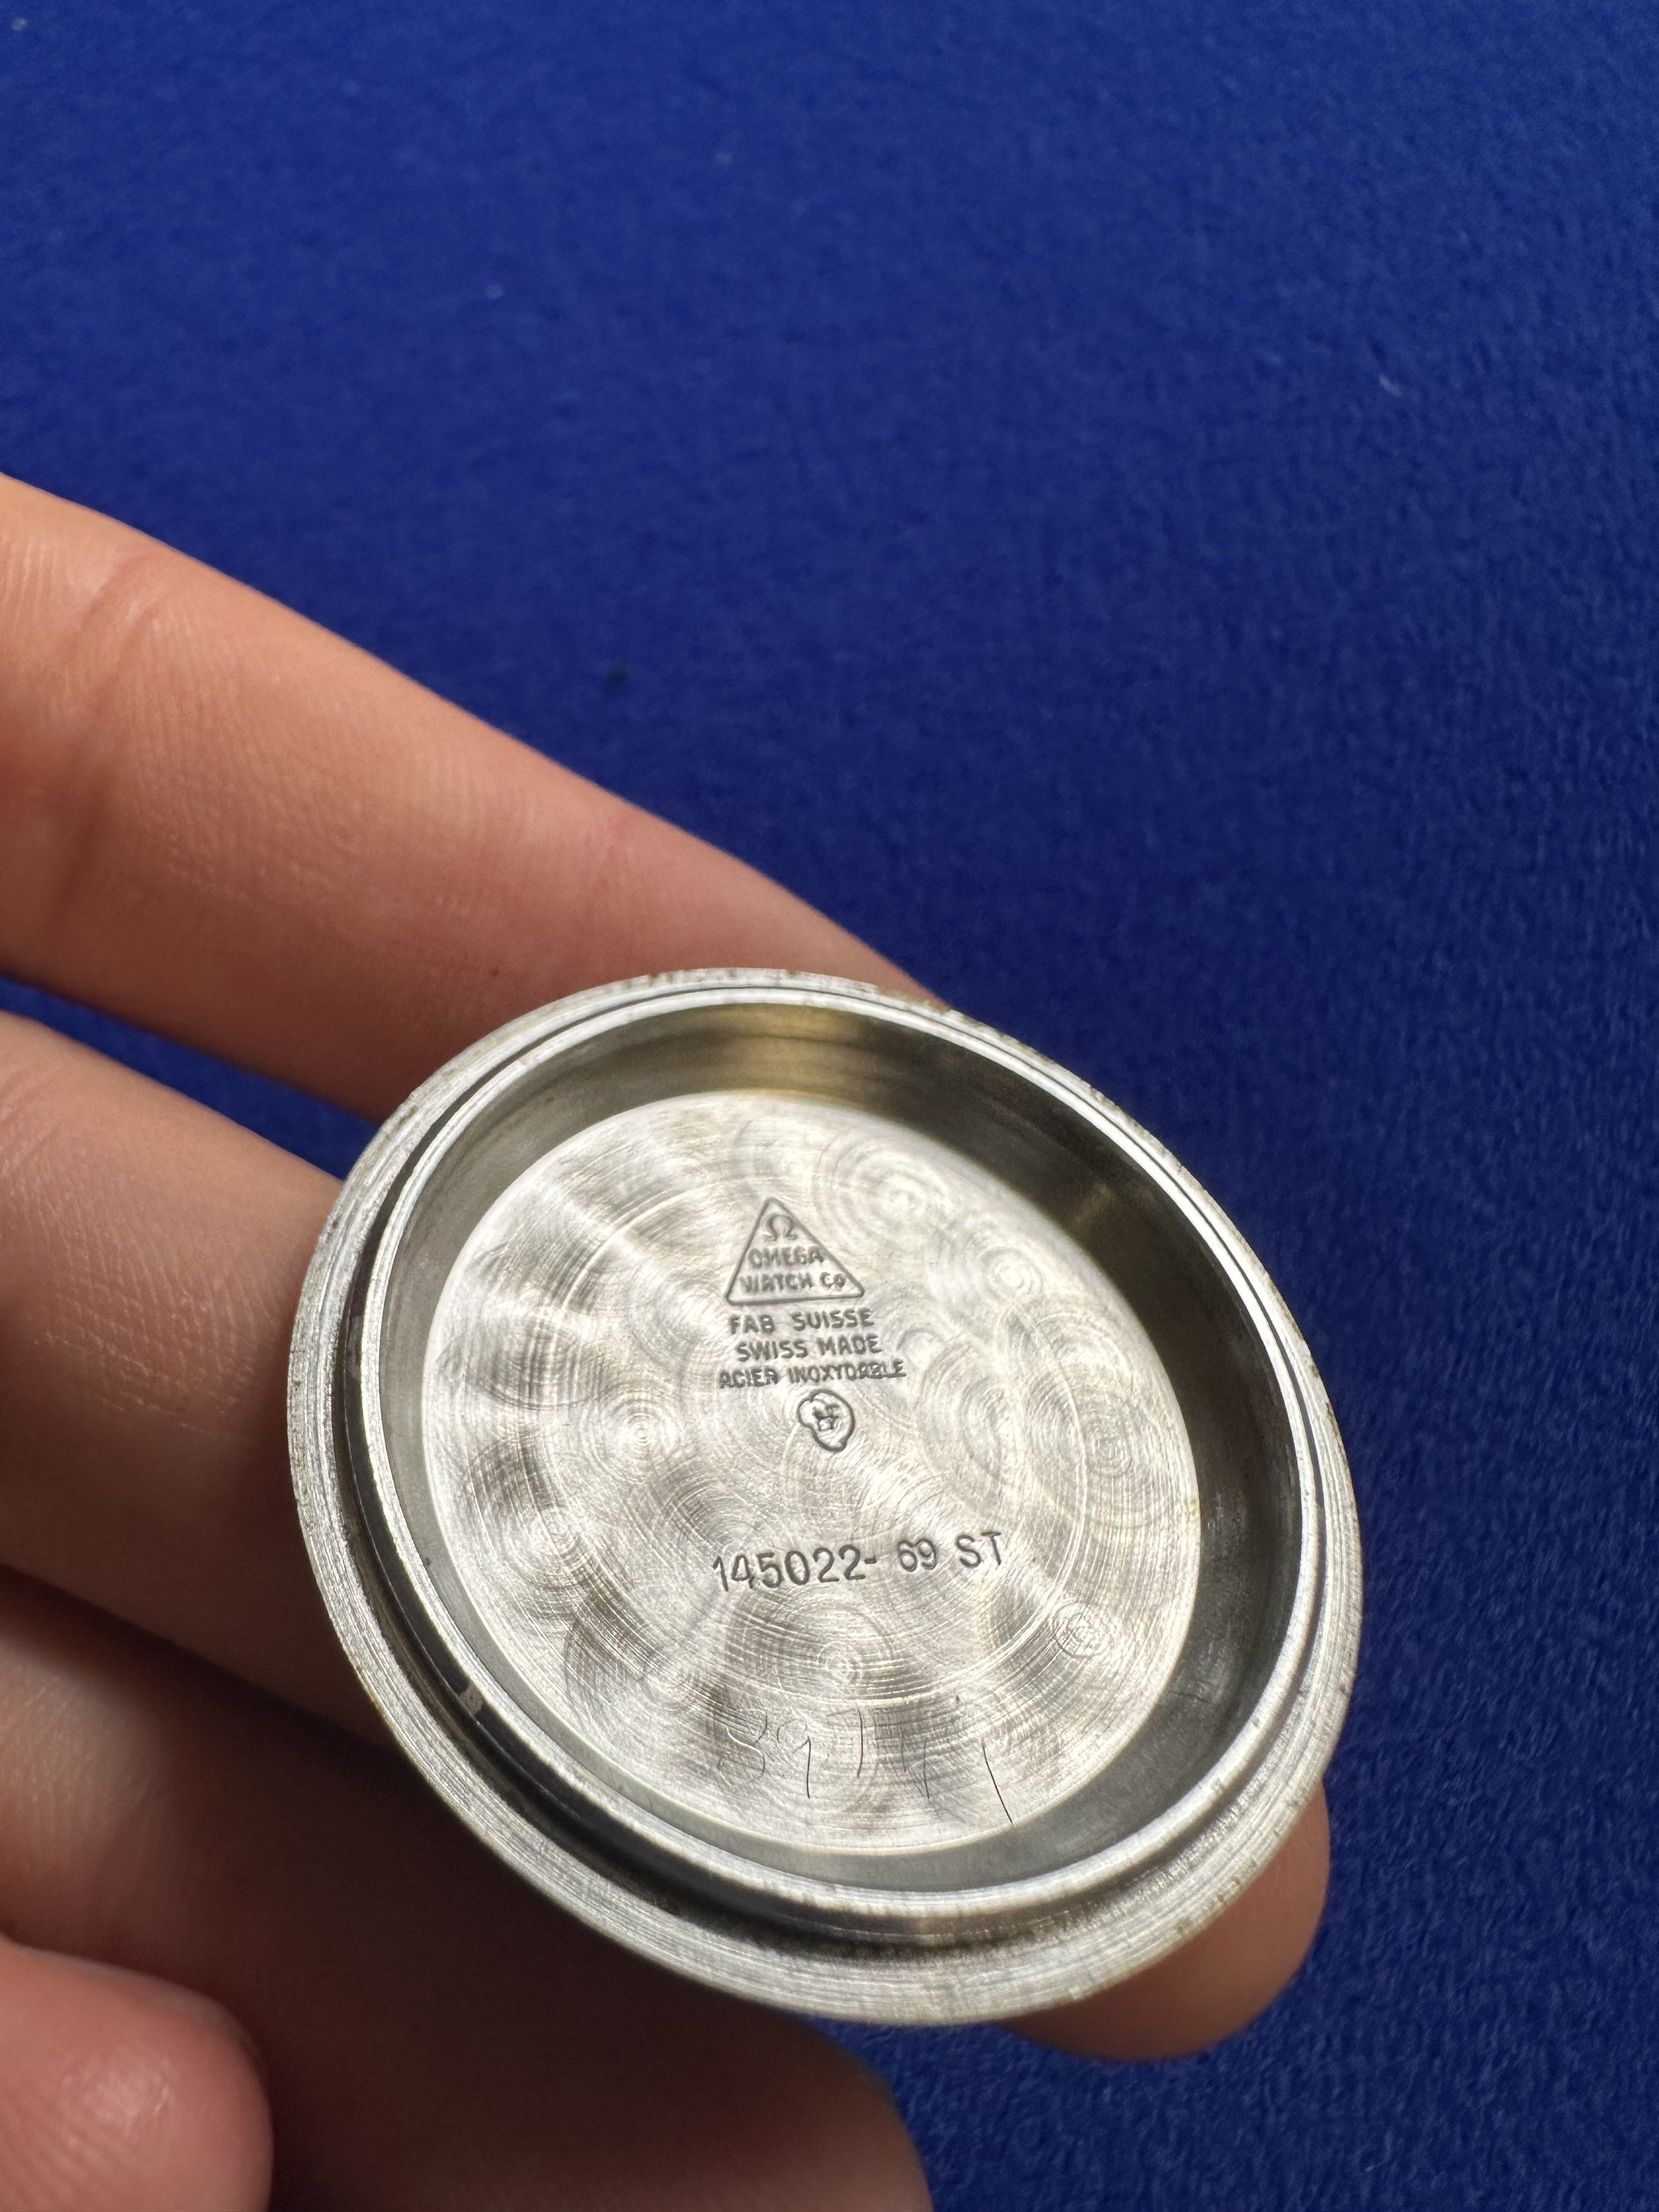 Ω
OMEGA
WATCH Co
FAB SUISSE
SWISS MADE
ACIER INOXYDABLE
145022- 69 ST